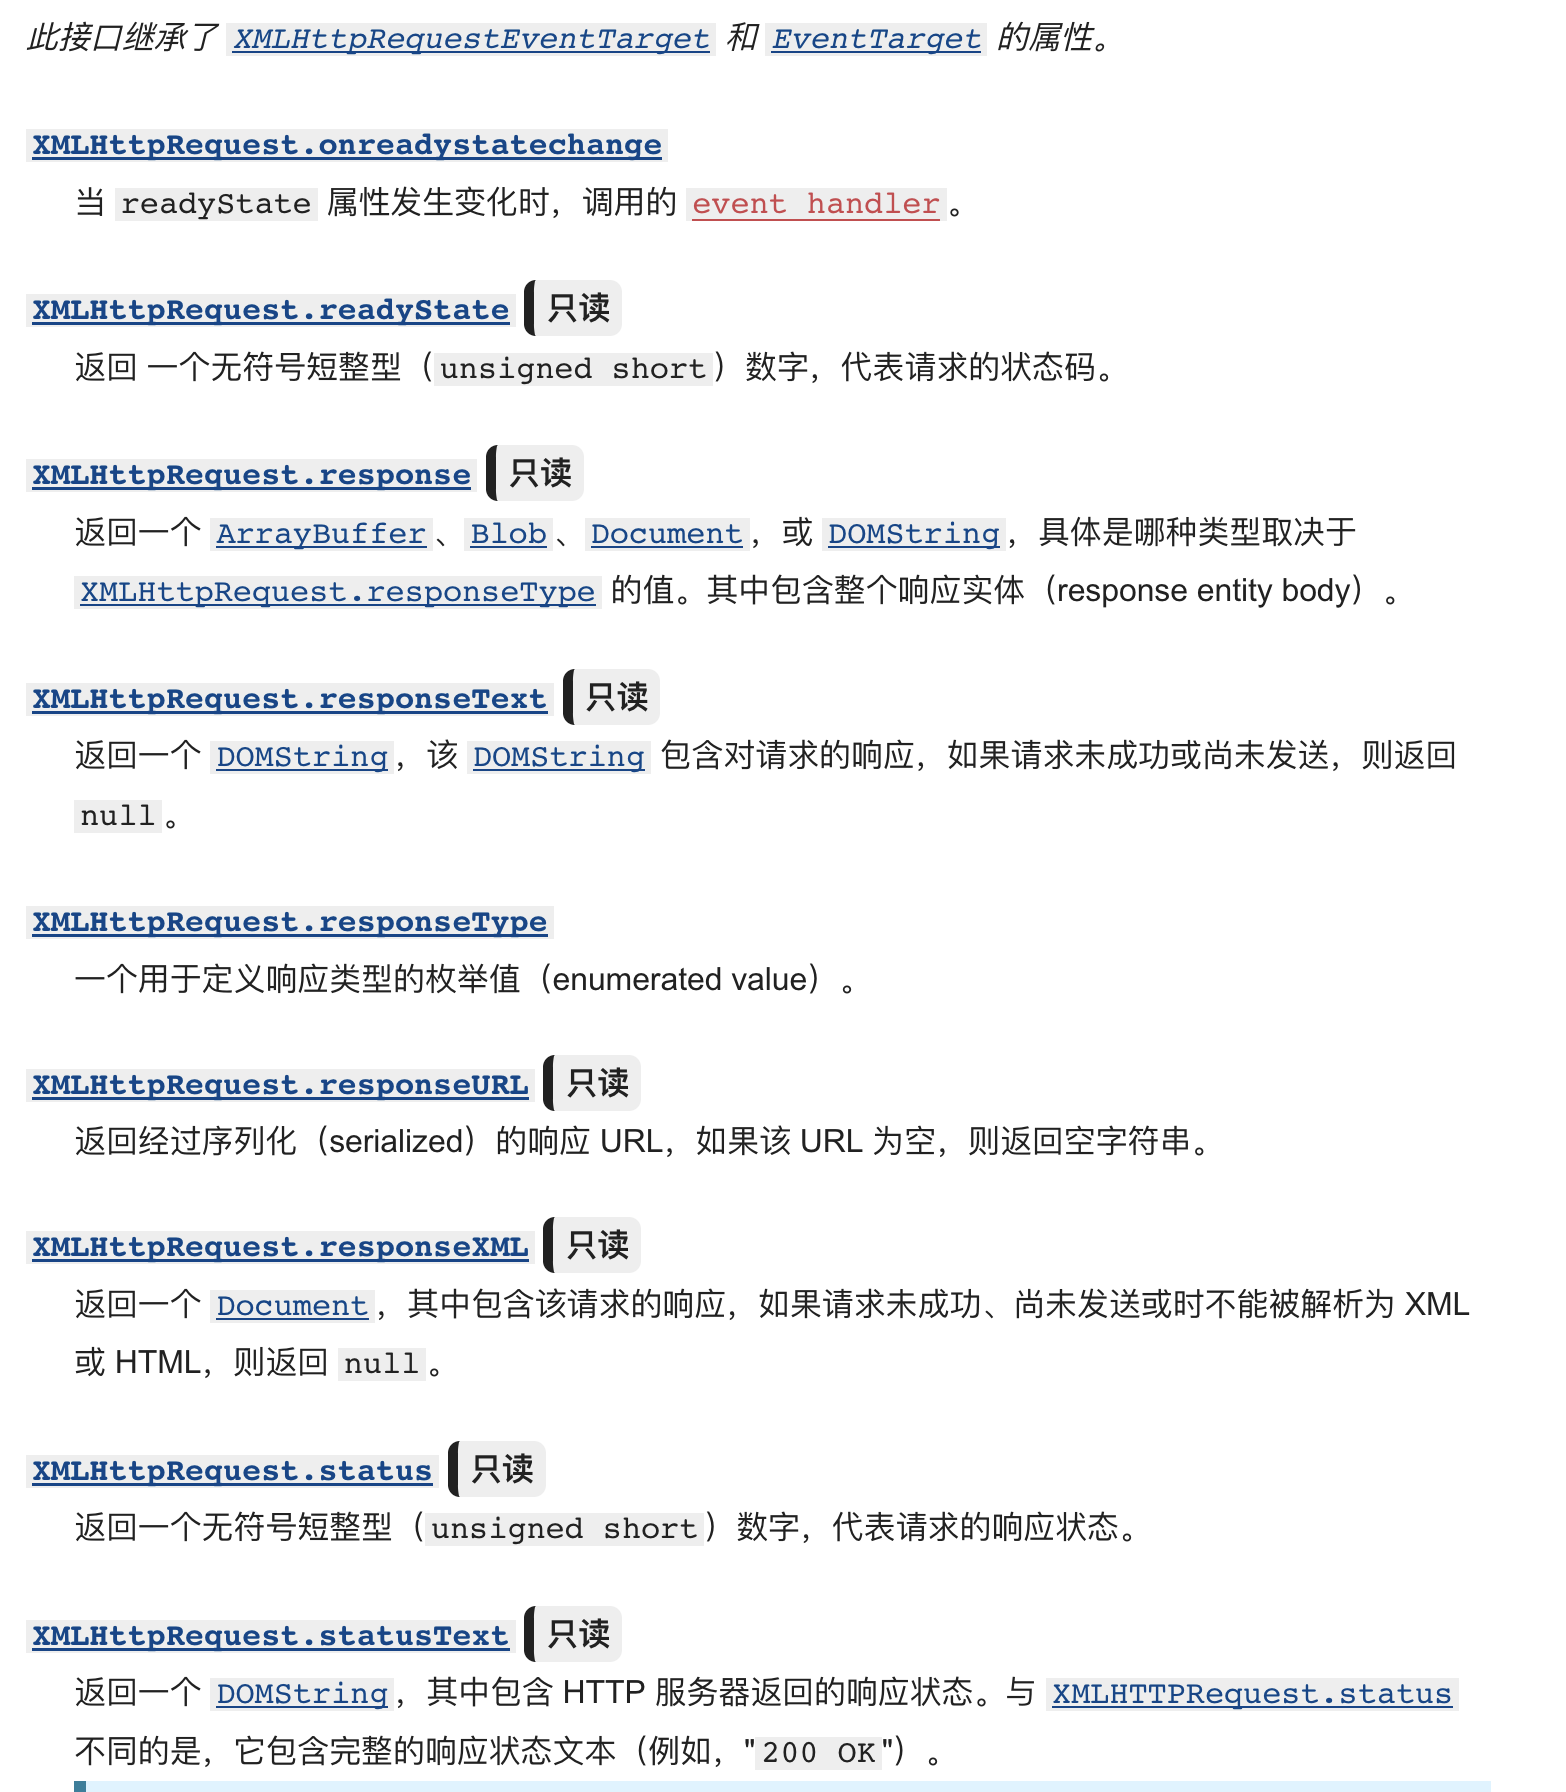 此接口继承了 XMLHttpRequestEventTarget 和 EventTarget 的属性。
XMLHttpRequest.onreadystatechange
当 readyState 属性发生变化时，调用的 event handler。
XMLHttpRequest.readyState 只读
返回 一个无符号短整型（unsigned short）数字，代表请求的状态码。
XMLHttpRequest.response 只读
返回一个 ArrayBuffer、Blob、Document，或 DOMString，具体是哪种类型取决于
XMLHttpRequest.responseType 的值。其中包含整个响应实体（response entity body）。
XMLHttpRequest.responseText 只读
返回一个 DOMString，该 DOMString 包含对请求的响应，如果请求未成功或尚未发送，则返回
null。
XMLHttpRequest.responseType
一个用于定义响应类型的枚举值（enumerated value）。
XMLHttpRequest.responseURL 只读
返回经过序列化（serialized）的响应 URL，如果该 URL 为空，则返回空字符串。
XMLHttpRequest.responseXML 只读
返回一个 Document，其中包含该请求的响应，如果请求未成功、尚未发送或时不能被解析为 XML
或 HTML，则返回 null。
XMLHttpRequest.status 只读
返回一个无符号短整型（unsigned short）数字，代表请求的响应状态。
XMLHttpRequest.statusText 只读
返回一个 DOMString，其中包含 HTTP 服务器返回的响应状态。与 XMLHTTPRequest.status
不同的是，它包含完整的响应状态文本（例如，"200 OK"）。